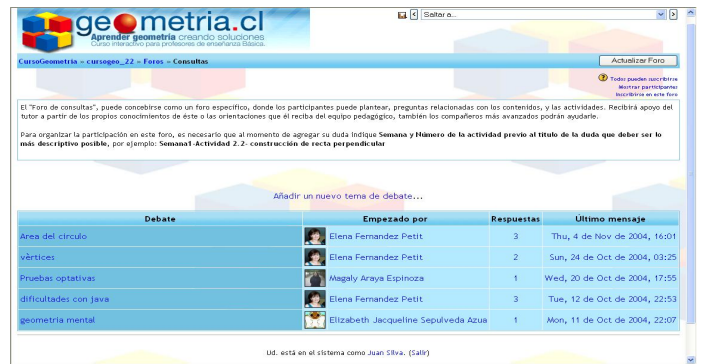 geometria.cl
Aprender geometria creando soluciones
Curso interactivo para profesores de enseñanza Básica.
Saltar a...
CursoGeometria » cursogeo_22 » Foros » Consultas
Actualizar Foro
Todos pueden suscribirse
Mostrar participantes
Inscribirse en este foro
El "Foro de consultas", puede concebirse como un foro específico, donde los participantes puede plantear, preguntas relacionadas con los contenidos, y las actividades. Recibirá apoyo del
tutor a partir de los propios conocimientos de éste o las orientaciones que él reciba del equipo pedagógico, también los compañeros más avanzados podrán ayudarle.
Para organizar la participación en este foro, es necesario que al momento de agregar su duda indique Semana y Número de la actividad previo al titulo de la duda que deber ser lo
más descriptivo posible, por ejemplo: Semana1-Actividad 2.2- construcción de recta perpendicular
Añadir un nuevo tema de debate...
Debate Empezado por Respuestas Último mensaje
Area del circulo Elena Fernandez Petit 3 Thu, 4 de Nov de 2004, 16:01
vèrtices Elena Fernandez Petit 2 Sun, 24 de Oct de 2004, 03:25
Pruebas optativas Magaly Araya Espinoza 1 Wed, 20 de Oct de 2004, 17:55
dificultades con java Elena Fernandez Petit 3 Tue, 12 de Oct de 2004, 22:53
geometria mental Elizabeth Jacqueline Sepulveda Azua 1 Mon, 11 de Oct de 2004, 22:07
Ud. está en el sistema como Juan Silva. (Salir)